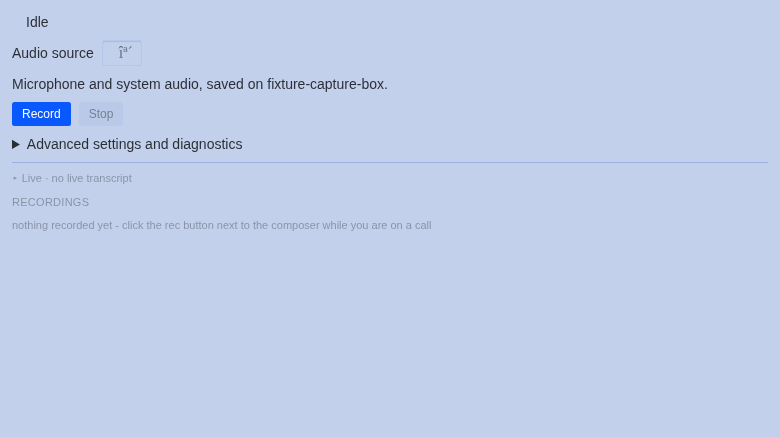 Idle
Audio source
Microphone and system audio, saved on fixture-capture-box.
Record Stop
▶ Advanced settings and diagnostics
• Live · no live transcript
RECORDINGS
nothing recorded yet - click the rec button next to the composer while you are on a call